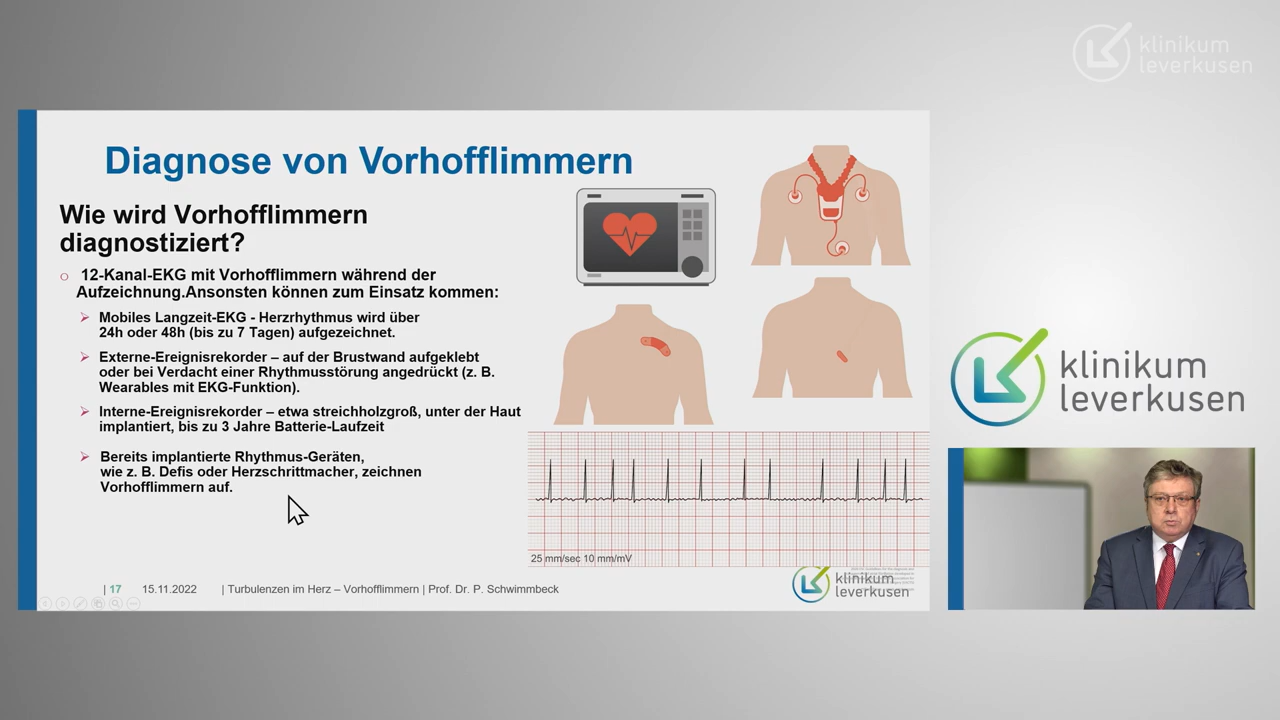 klinikum
leverkusen
Diagnose von Vorhofflimmern
Wie wird Vorhofflimmern
diagnostiziert?
12-Kanal-EKG mit Vorhofflimmern während der
Aufzeichnung.Ansonsten können zum Einsatz kommen:
Mobiles Langzeit-EKG - Herzrhythmus wird über
24h oder 48h (bis zu 7 Tagen) aufgezeichnet.
Externe-Ereignisrekorder – auf der Brustwand aufgeklebt
oder bei Verdacht einer Rhythmusstörung angedrückt (z. B.
Wearables mit EKG-Funktion).
Interne-Ereignisrekorder – etwa streichholzgroß, unter der Haut
implantiert, bis zu 3 Jahre Batterie-Laufzeit
Bereits implantierte Rhythmus-Geräten,
wie z. B. Defis oder Herzschrittmacher, zeichnen
Vorhofflimmern auf.
25 mm/sec 10 mm/mV
| 17 15.11.2022 | Turbulenzen im Herz – Vorhofflimmern | Prof. Dr. P. Schwimmbeck
klinikum
leverkusen
klinikum
leverkusen